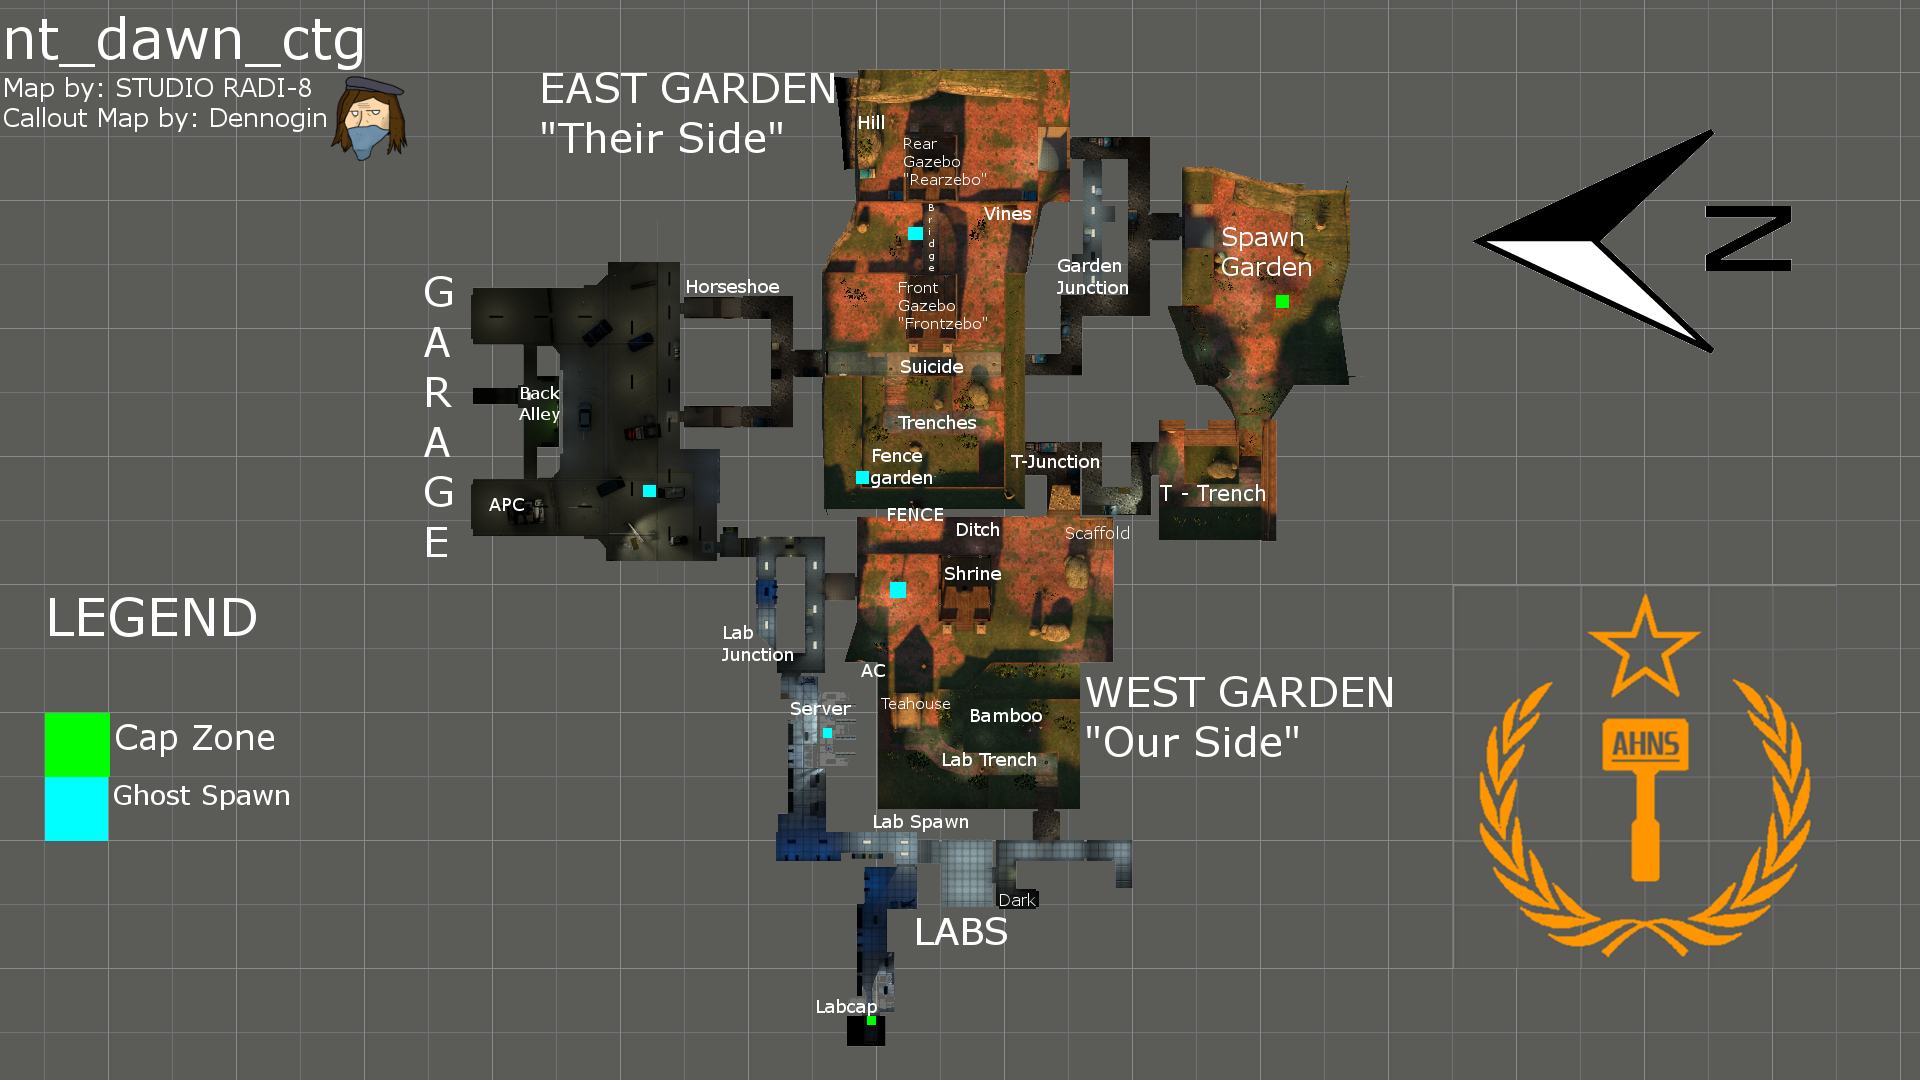 nt_dawn_ctg
Map by: STUDIO RADI-8
Callout Map by: Dennogin
EAST GARDEN
"Their Side"
Hill
Rear
Gazebo
"Rearzebo"
Bridge
Vines
Garden
Junction
Spawn
Garden
N
GARAGE
Horseshoe
Front
Gazebo
"Frontzebo"
Suicide
Back
Alley
Trenches
Fence
garden
T-Junction
T - Trench
APC
FENCE
Ditch
Scaffold
Shrine
LEGEND
Cap Zone
Ghost Spawn
Lab
Junction
AC
Server
Teahouse
Bamboo
Lab Trench
WEST GARDEN
"Our Side"
Lab Spawn
Dark
LABS
Labcap
AHNS